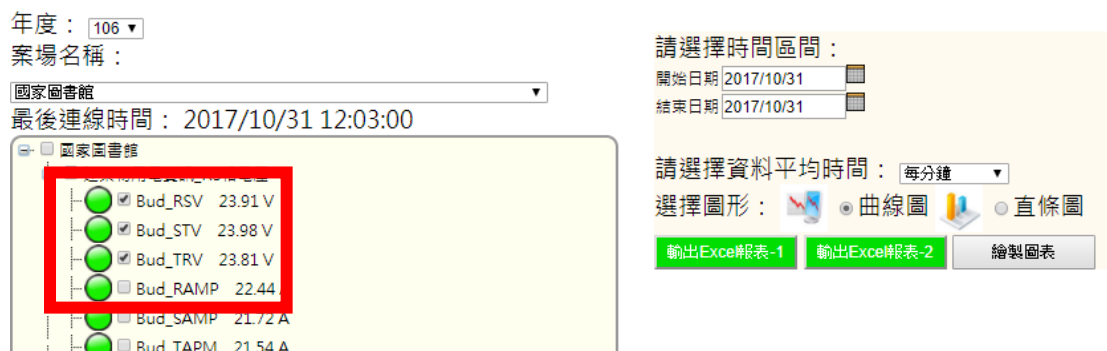 年度： 106
案場名稱：
國家圖書館
最後連線時間： 2017/10/31 12:03:00
國家圖書館
Bud_RSV 23.91 V
Bud_STV 23.98 V
Bud_TRV 23.81 V
Bud_RAMP 22.44
Bud_SAMP 21.72 A
Bud_TAPM 21.54 A
請選擇時間區間：
開始日期 2017/10/31
結束日期 2017/10/31
請選擇資料平均時間： 每分鐘
選擇圖形： 曲線圖 直條圖
輸出Excel報表-1 輸出Excel報表-2 繪製圖表